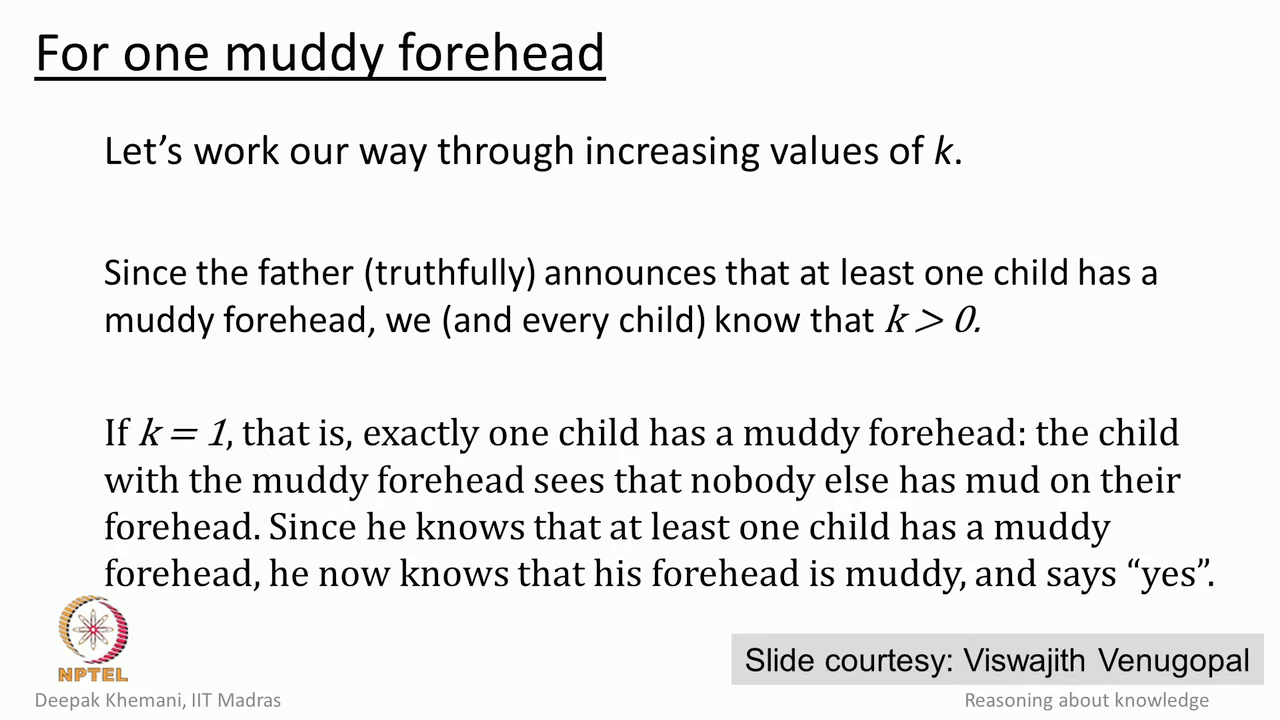 For one muddy forehead
Let’s work our way through increasing values of k.
Since the father (truthfully) announces that at least one child has a
muddy forehead, we (and every child) know that k > 0.
If k = 1, that is, exactly one child has a muddy forehead: the child
with the muddy forehead sees that nobody else has mud on their
forehead. Since he knows that at least one child has a muddy
forehead, he now knows that his forehead is muddy, and says “yes”.
NPTEL
Slide courtesy: Viswajith Venugopal
Deepak Khemani, IIT Madras
Reasoning about knowledge